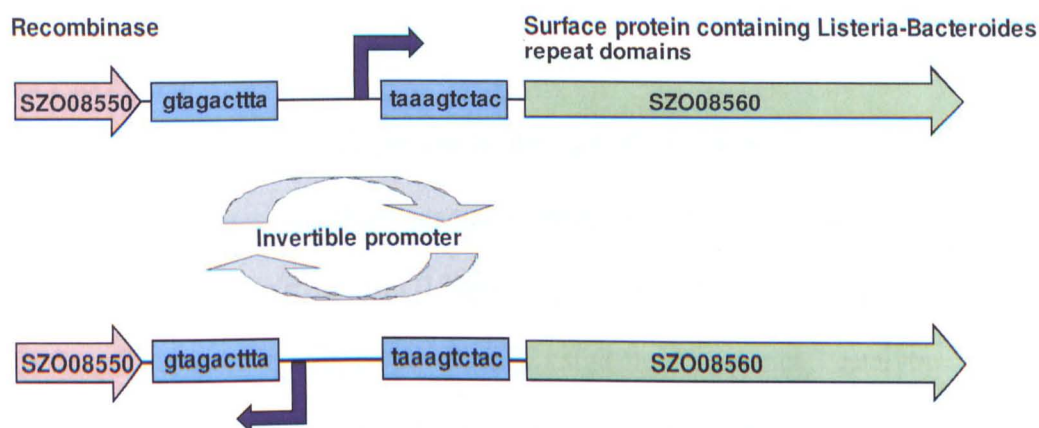 Recombinase
Surface protein containing Listeria-Bacteroides
repeat domains
SZO08550
gtagacttta
taaagtctac
SZO08560
Invertible promoter
SZO08550
gtagacttta
taaagtctac
SZO08560